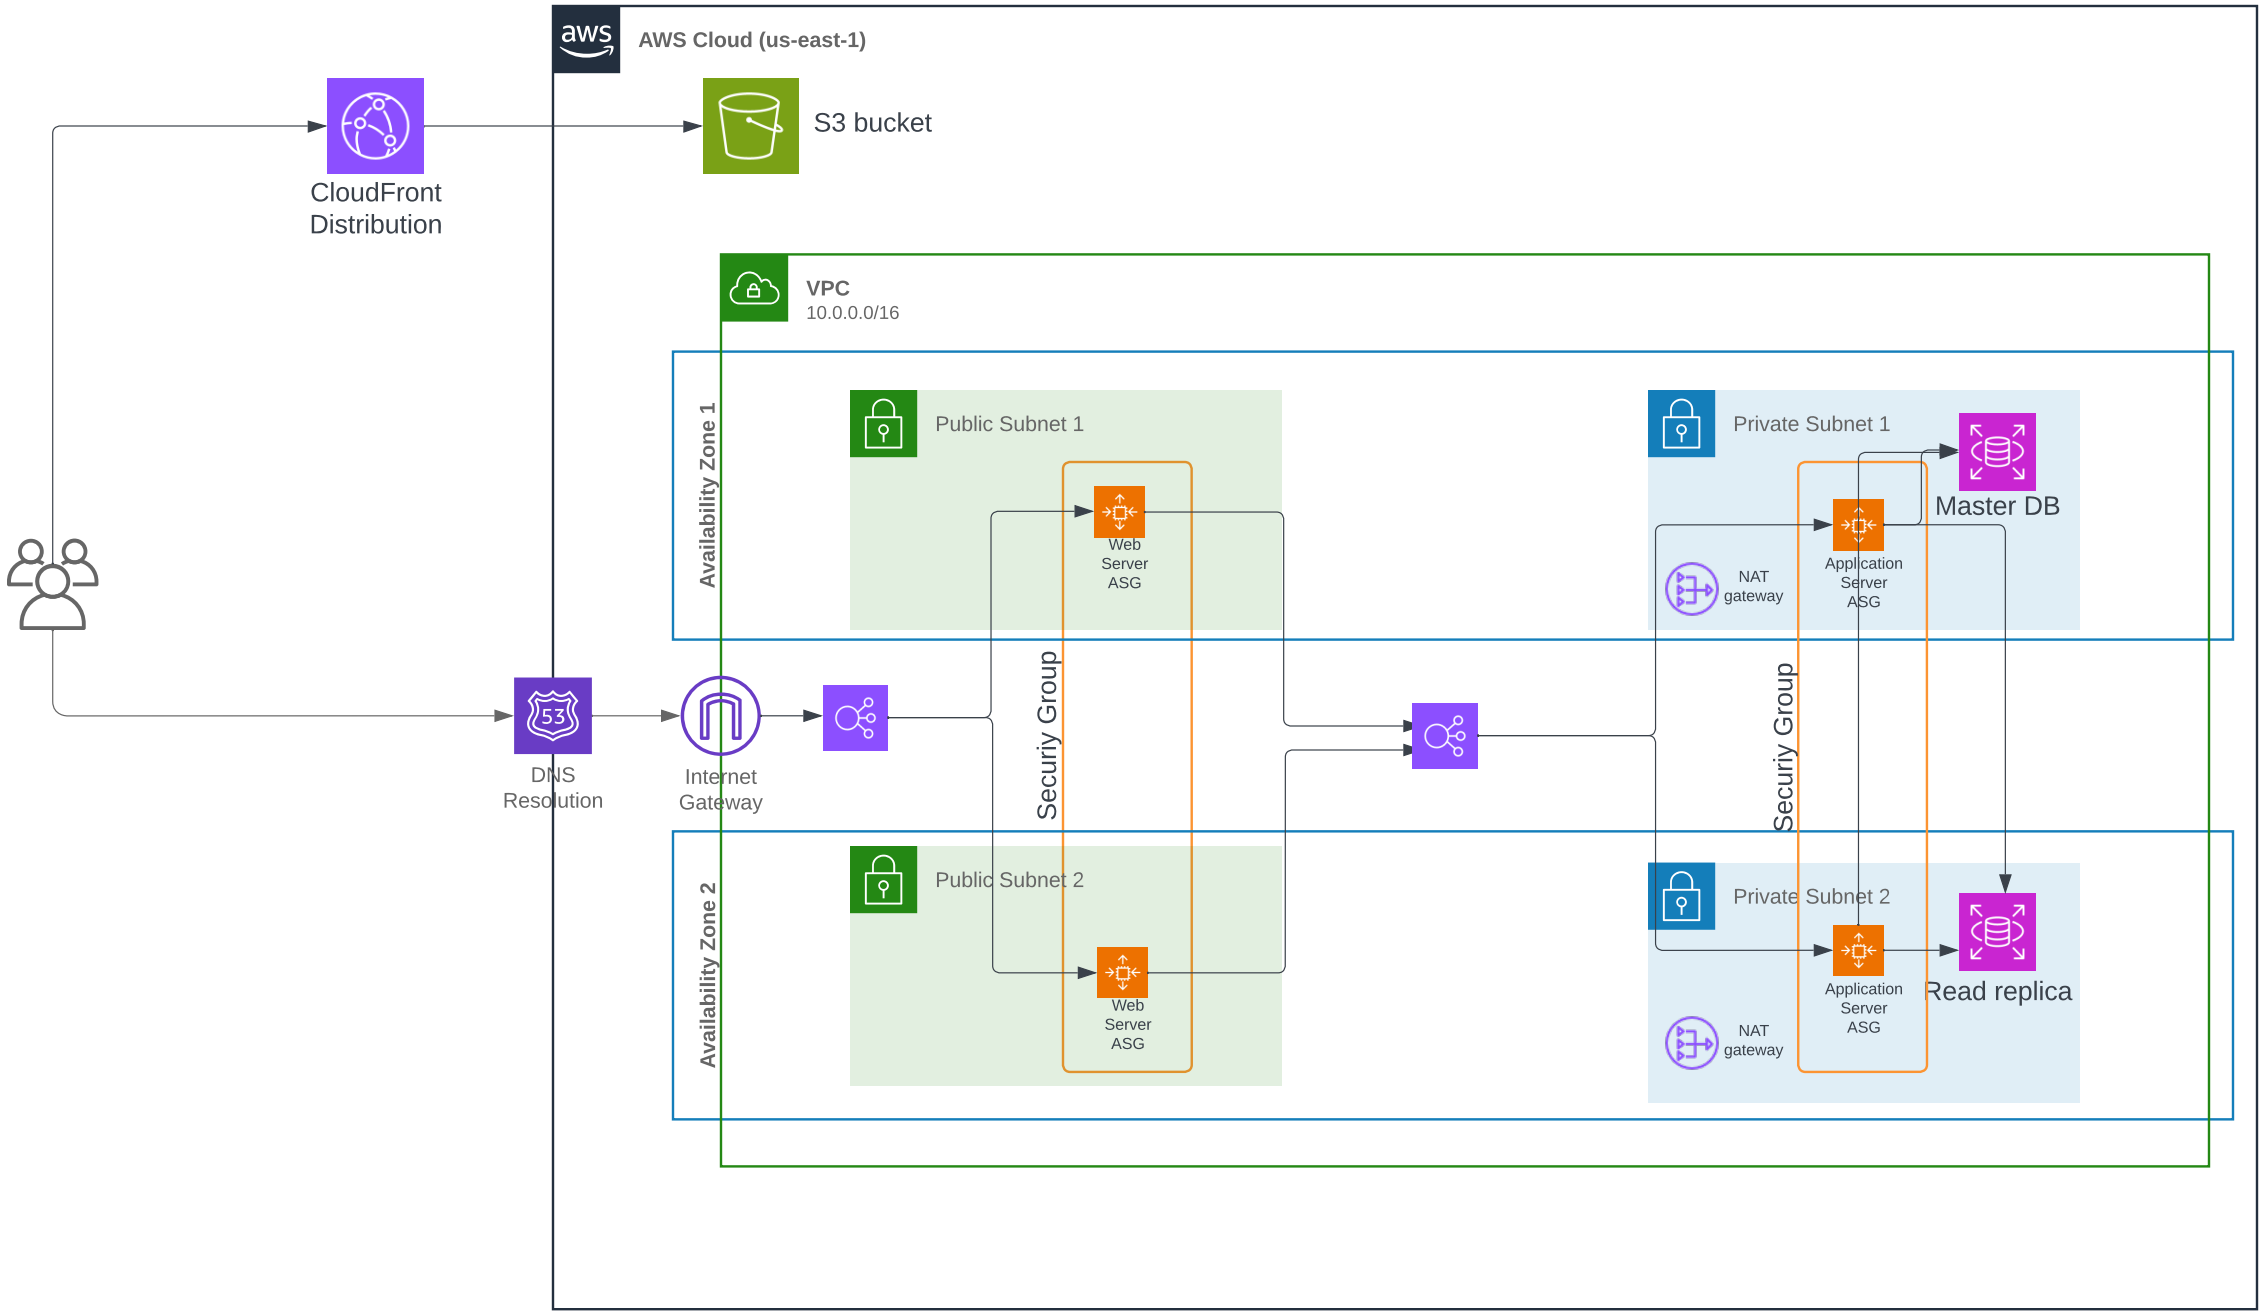 aws
AWS Cloud (us-east-1)
S3 bucket
CloudFront
Distribution
VPC
10.0.0.0/16
Availability Zone 1
Public Subnet 1
Web
Server
ASG
Private Subnet 1
Master DB
Application
Server
ASG
NAT
gateway
Securiy Group
Securiy Group
53
DNS
Resolution
Internet
Gateway
Availability Zone 2
Public Subnet 2
Web
Server
ASG
Private Subnet 2
Application
Server
ASG
Read replica
NAT
gateway